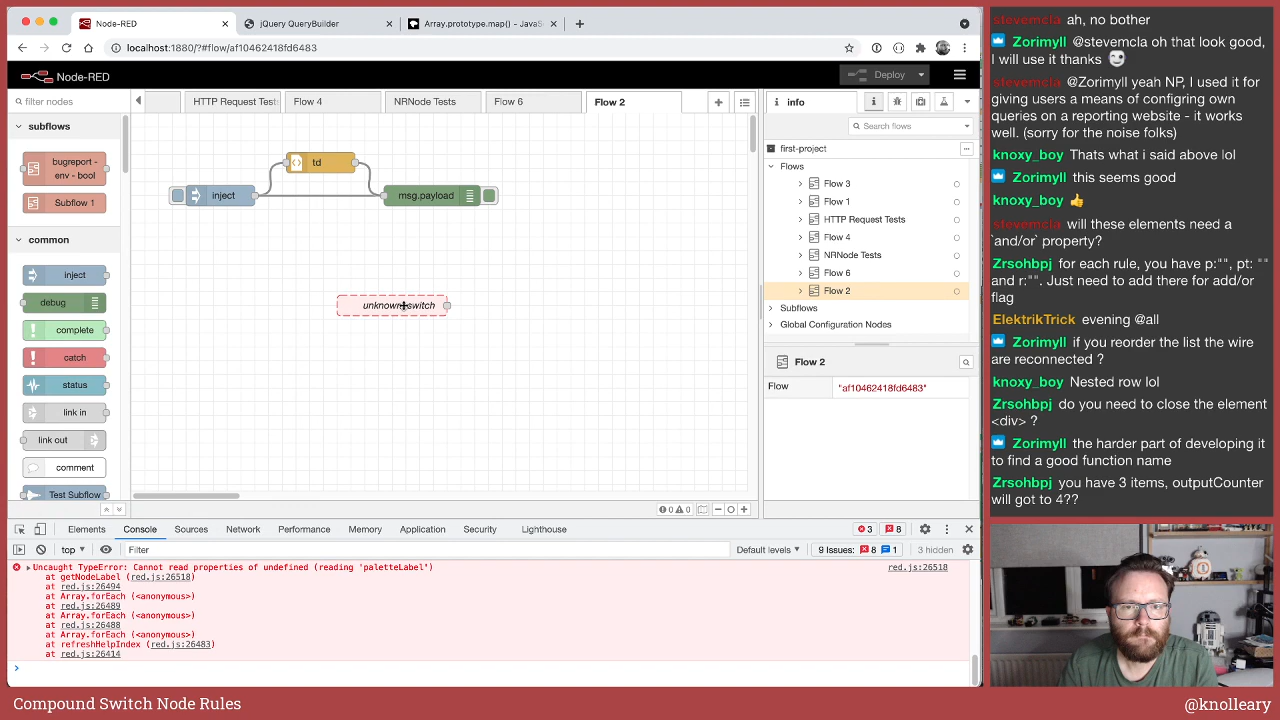 Node-RED
jQuery QueryBuilder
Array.prototype.map() - JavaS
localhost:1880/?#flow/af10462418fd6483
Node-RED
Deploy
filter nodes
HTTP Request Tests
Flow 4
NRNode Tests
Flow 6
Flow 2
info
subflows
bugreport -
env - bool
Subflow 1
common
inject
debug
complete
catch
status
link in
link out
comment
Test Subflow
td
inject
msg.payload
unknown: switch
Search flows
first-project
Flows
Flow 3
Flow 1
HTTP Request Tests
Flow 4
NRNode Tests
Flow 6
Flow 2
Subflows
Global Configuration Nodes
Flow 2
Flow
"af10462418fd6483"
0 0
Elements Console Sources Network Performance Memory Application Security Lighthouse
3 8
top
Filter
Default levels
9 Issues: 8 1
3 hidden
Uncaught TypeError: Cannot read properties of undefined (reading 'paletteLabel')
red.js:26518
at getNodeLabel (red.js:26518)
at red.js:26494
at Array.forEach (<anonymous>)
at red.js:26489
at Array.forEach (<anonymous>)
at red.js:26488
at Array.forEach (<anonymous>)
at refreshHelpIndex (red.js:26483)
at red.js:26414
stevemcla ah, no bother
Zorimyll @stevemcla oh that look good,
I will use it thanks
stevemcla @Zorimyll yeah NP, I used it for
giving users a means of configring own
queries on a reporting website - it works
well. (sorry for the noise folks)
knoxy_boy Thats what i said above lol
Zorimyll this seems good
knoxy_boy 👍
stevemcla will these elements need a
`and/or` property?
Zrsohbpj for each rule, you have p:"", pt: ""
and r:"". Just need to add there for add/or
flag
ElektrikTrick evening @all
Zorimyll if you reorder the list the wire
are reconnected ?
knoxy_boy Nested row lol
Zrsohbpj do you need to close the element
<div> ?
Zorimyll the harder part of developing it
to find a good function name
Zrsohbpj you have 3 items, outputCounter
will got to 4??
Compound Switch Node Rules
@knolleary